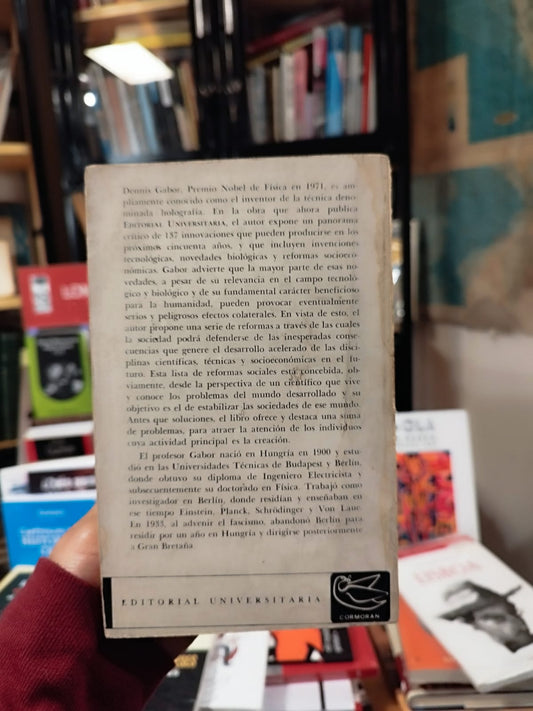 Dennis Gabor, Premio Nobel de Física en 1971, es am-
pliamente conocido como el inventor de la técnica deno-
minada holografía. En la obra que ahora publica
EDITORIAL UNIVERSITARIA, el autor expone un panorama
crítico de 137 innovaciones que pueden producirse en los
próximos cincuenta años, y que incluyen invenciones
tecnológicas, novedades biológicas y reformas socioeco-
nómicas. Gabor advierte que la mayor parte de esas no-
vedades, a pesar de su relevancia en el campo tecnoló-
gico y biológico y de su fundamental carácter beneficioso
para la humanidad, pueden provocar eventualmente
serios y peligrosos efectos colaterales. En vista de esto, el
autor propone una serie de reformas a través de las cuales
la sociedad podrá defenderse de las inesperadas conse-
cuencias que genere el desarrollo acelerado de las disci-
plinas científicas, técnicas y socioeconómicas en el fu-
turo. Esta lista de reformas sociales está concebida, ob-
viamente, desde la perspectiva de un científico que vive
y conoce los problemas del mundo desarrollado y su
objetivo es el de estabilizar las sociedades de ese mundo.
Antes que soluciones, el libro ofrece y destaca una suma
de problemas, para atraer la atención de los individuos
cuya actividad principal es la creación.
El profesor Gabor nació en Hungría en 1900 y estu-
dió en las Universidades Técnicas de Budapest y Berlín,
donde obtuvo su diploma de Ingeniero Electricista y
subsecuentemente su doctorado en Física. Trabajó como
investigador en Berlín, donde residían y enseñaban en
ese tiempo Einstein, Planck, Schrödinger y Von Laue.
En 1933, al advenir el fascismo, abandonó Berlín para
residir por un año en Hungría y dirigirse posteriormente
a Gran Bretaña
EDITORIAL UNIVERSITARIA
CORMORAN
LISBOA